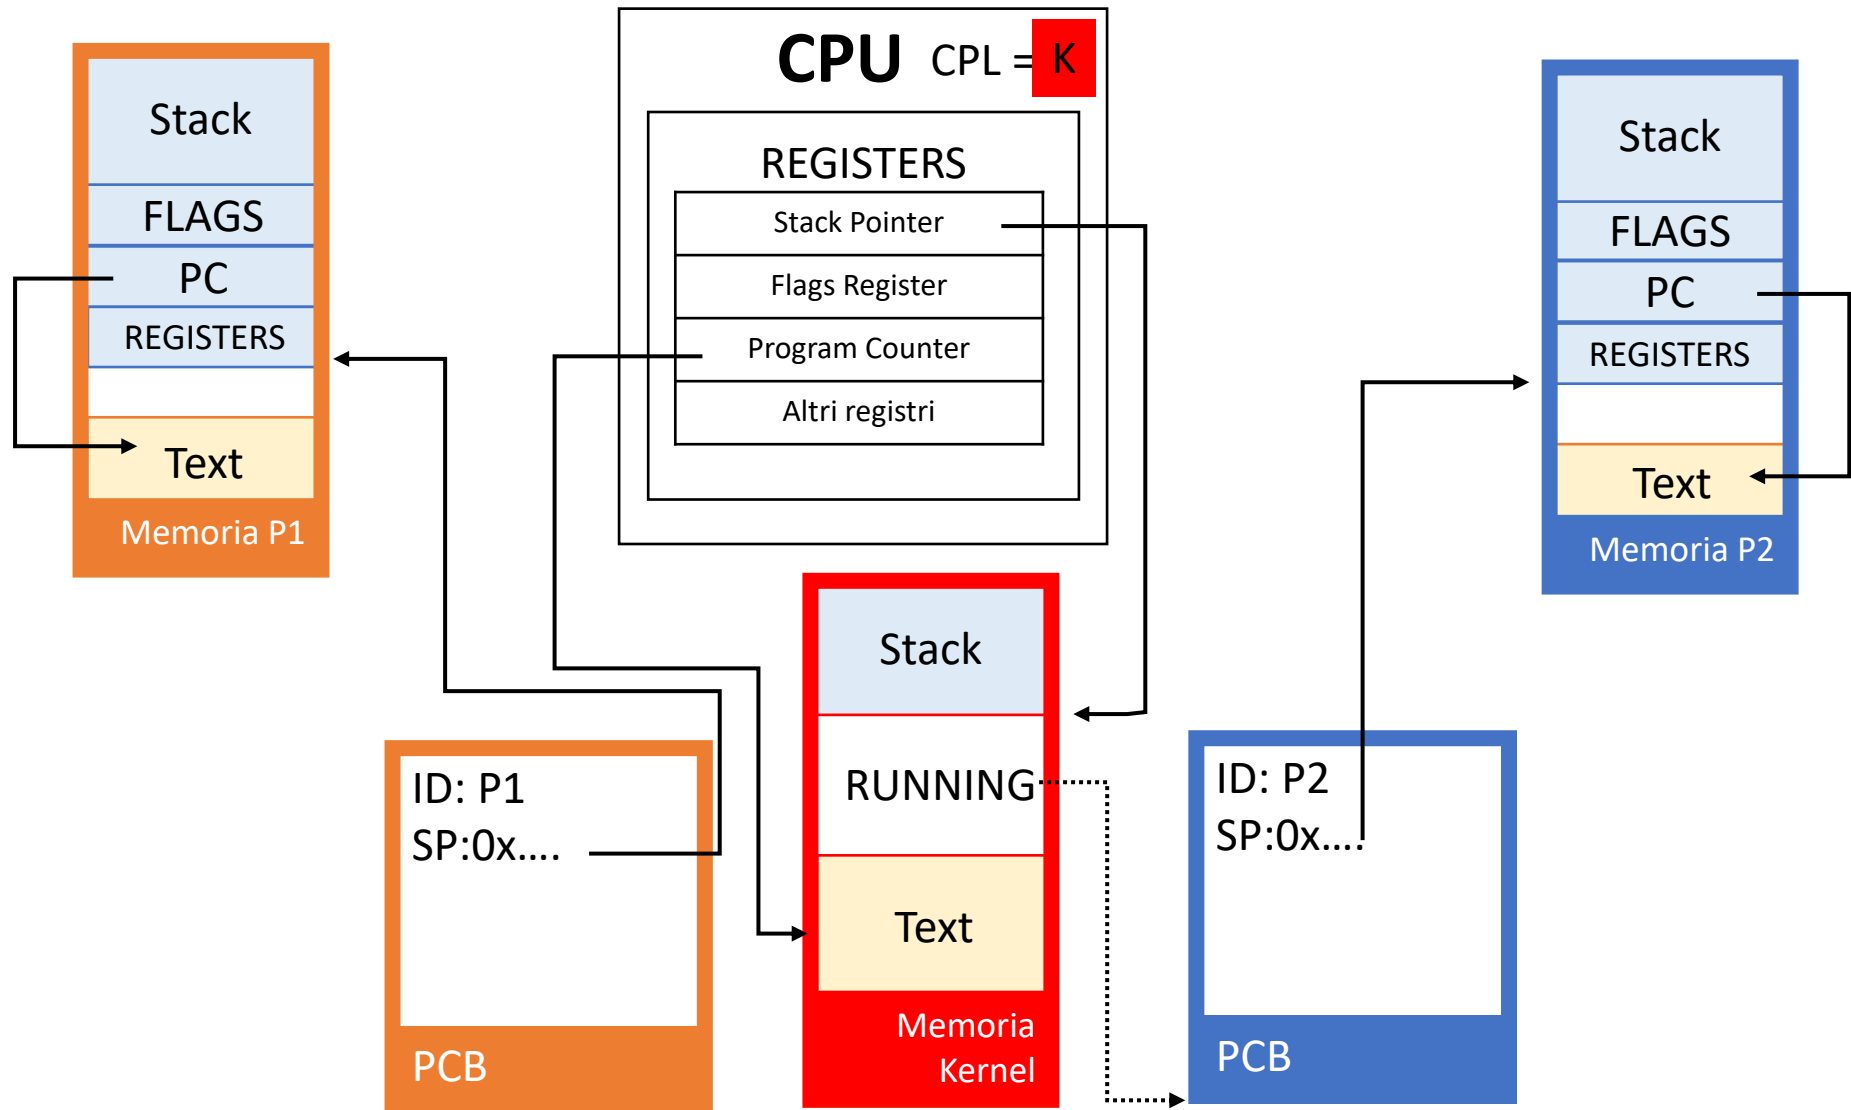 CPU CPL = K
REGISTERS
Stack Pointer
Flags Register
Program Counter
Altri registri
Stack
FLAGS
PC
REGISTERS
Text
Memoria P1
Stack
FLAGS
PC
REGISTERS
Text
Memoria P2
ID: P1
SP:0x....
PCB
Stack
RUNNING
Text
Memoria
Kernel
ID: P2
SP:0x....
PCB